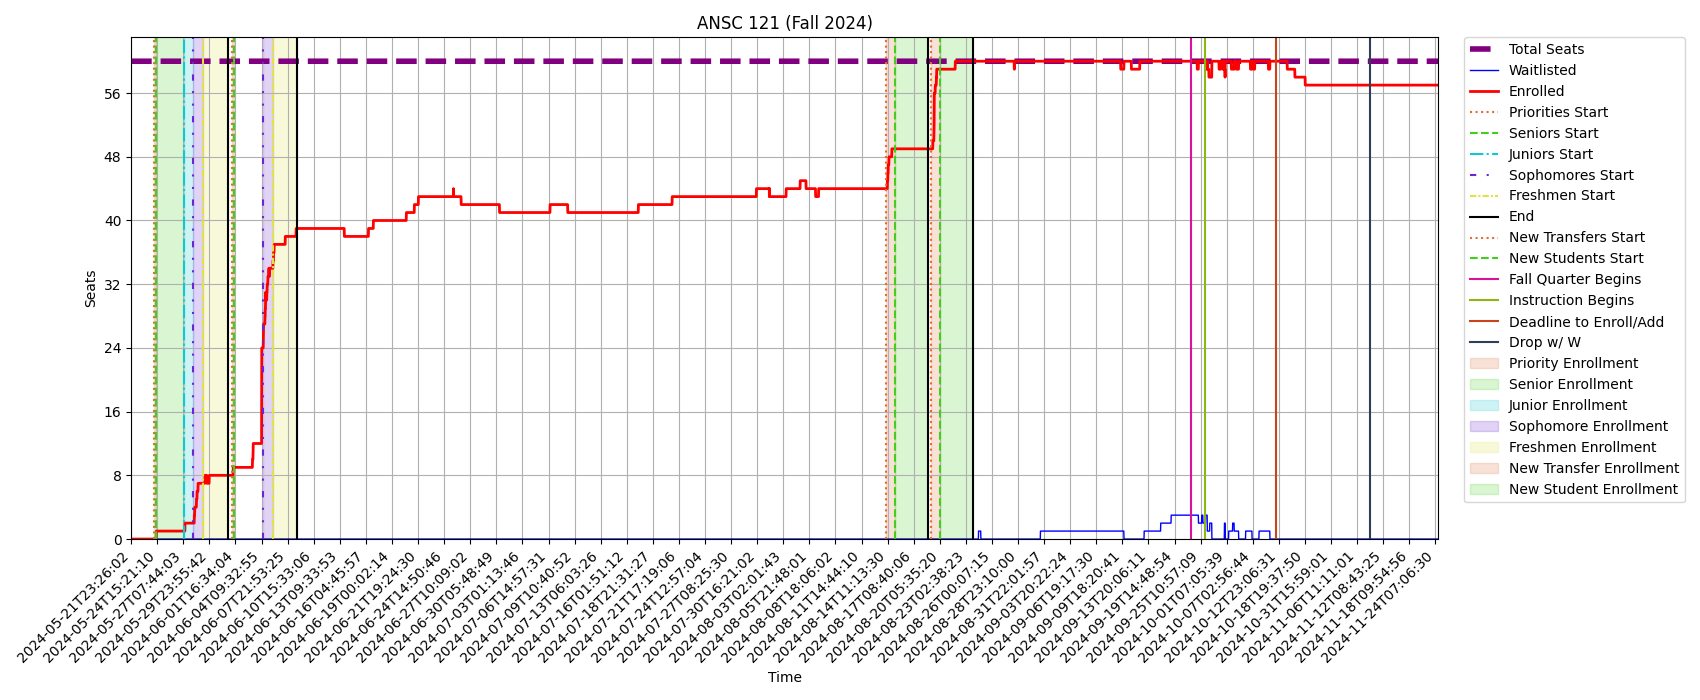 ANSC 121 (Fall 2024)
Seats
56
48
40
32
24
16
8
0
2024-05-21T23:26:02
2024-05-24T15:21:10
2024-05-27T07:44:03
2024-05-29T23:55:42
2024-06-01T16:34:04
2024-06-04T09:32:55
2024-06-07T21:53:25
2024-06-10T15:33:06
2024-06-13T09:33:53
2024-06-16T04:45:57
2024-06-19T00:02:14
2024-06-21T19:24:30
2024-06-24T14:50:46
2024-06-27T10:09:02
2024-06-30T05:48:49
2024-07-03T01:13:46
2024-07-06T14:57:31
2024-07-09T10:40:52
2024-07-13T06:03:26
2024-07-16T01:51:12
2024-07-18T21:31:27
2024-07-21T17:19:06
2024-07-24T12:57:04
2024-07-27T08:25:30
2024-07-30T16:21:02
2024-08-03T02:01:43
2024-08-05T21:48:01
2024-08-08T18:06:02
2024-08-11T14:44:10
2024-08-14T11:13:30
2024-08-17T08:40:06
2024-08-20T05:35:20
2024-08-23T02:38:23
2024-08-26T00:07:15
2024-08-28T23:10:00
2024-08-31T22:01:57
2024-09-03T20:22:24
2024-09-06T19:17:30
2024-09-09T18:20:41
2024-09-13T20:06:11
2024-09-19T14:48:54
2024-09-25T10:57:09
2024-10-01T07:05:39
2024-10-07T02:56:44
2024-10-12T23:06:31
2024-10-18T19:37:50
2024-10-31T15:59:01
2024-11-06T11:11:01
2024-11-12T08:43:25
2024-11-18T09:54:56
2024-11-24T07:06:30
Time
Total Seats
Waitlisted
Enrolled
Priorities Start
Seniors Start
Juniors Start
Sophomores Start
Freshmen Start
End
New Transfers Start
New Students Start
Fall Quarter Begins
Instruction Begins
Deadline to Enroll/Add
Drop w/ W
Priority Enrollment
Senior Enrollment
Junior Enrollment
Sophomore Enrollment
Freshmen Enrollment
New Transfer Enrollment
New Student Enrollment